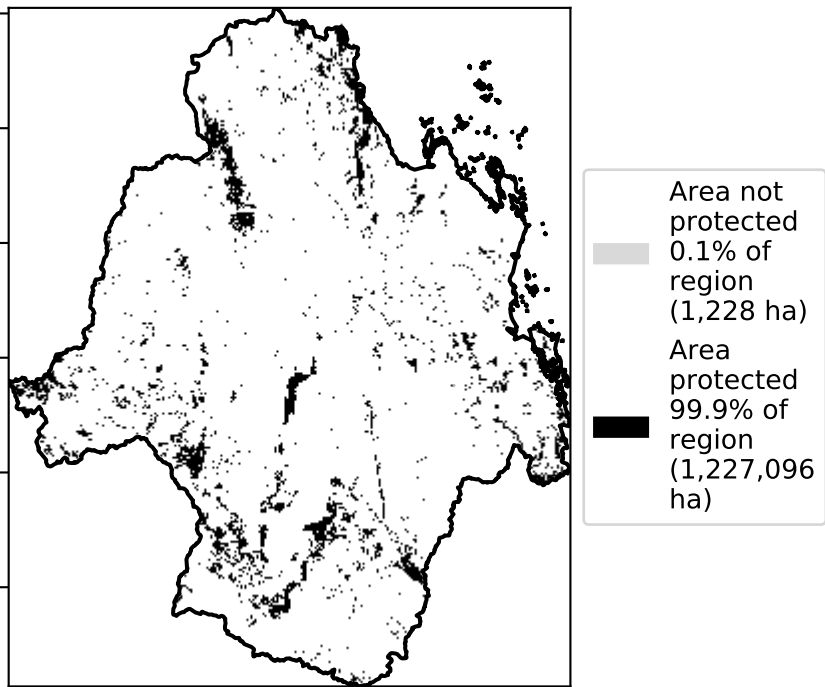 Area not
protected
0.1% of
region
(1,228 ha)
Area
protected
99.9% of
region
(1,227,096
ha)